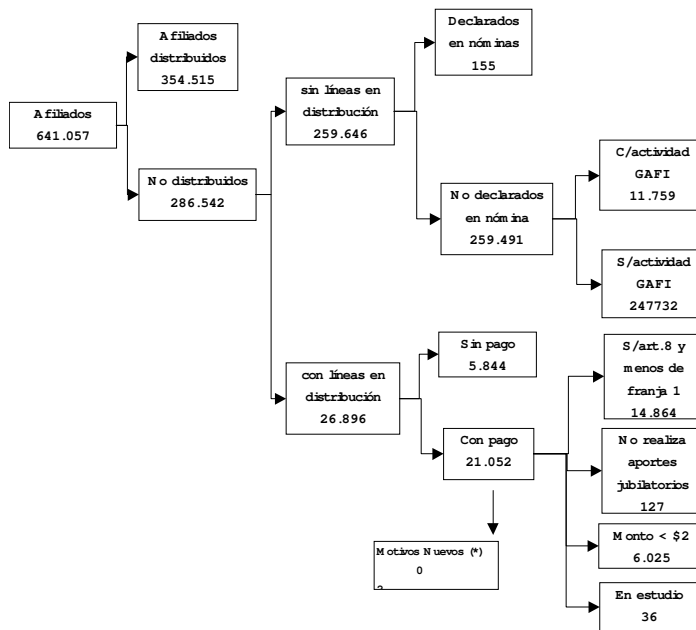 Afiliados
641.057
Afiliados
distribuidos
354.515
No distribuidos
286.542
sin líneas en
distribución
259.646
con líneas en
distribución
26.896
Declarados
en nóminas
155
No declarados
en nómina
259.491
C/actividad
GAFI
11.759
S/actividad
GAFI
247732
Sin pago
5.844
Con pago
21.052
Motivos Nuevos (*)
0
S/art.8 y
menos de
franja 1
14.864
No realiza
aportes
jubilatorios
127
Monto < $2
6.025
En estudio
36